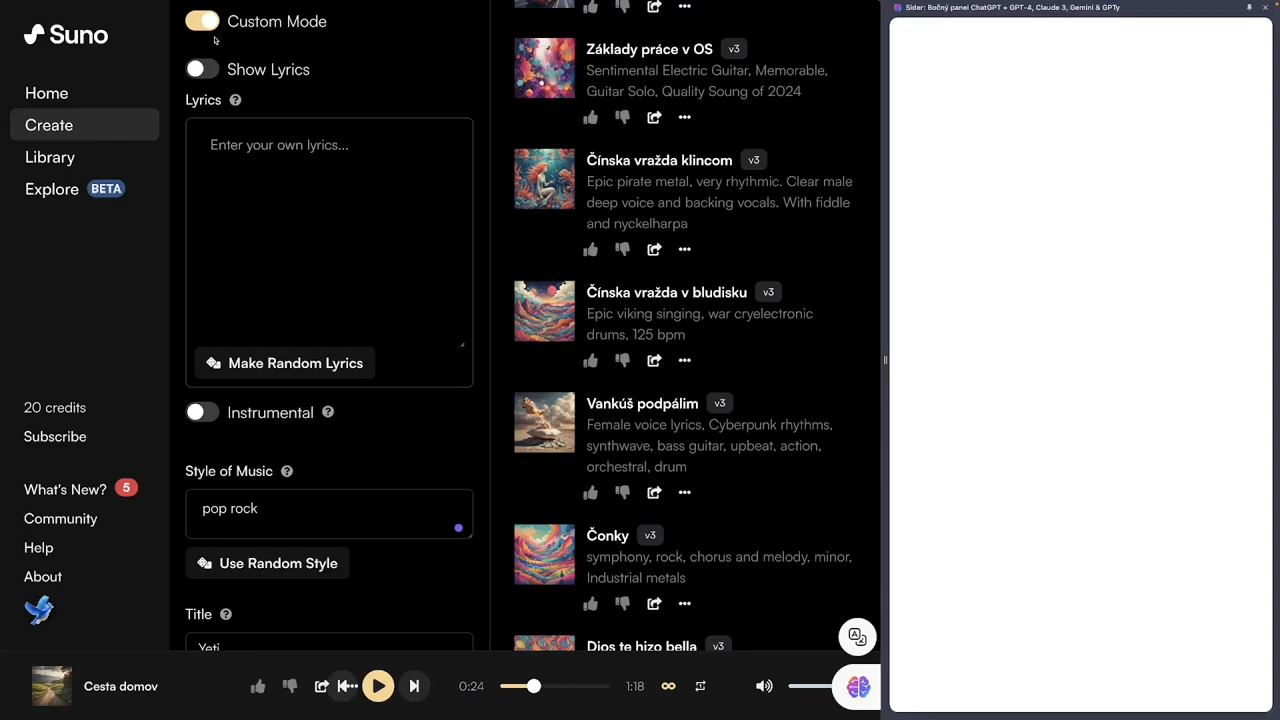 Suno
Home
Create
Library
Explore BETA
20 credits
Subscribe
What's New? 5
Community
Help
About
Custom Mode
Show Lyrics
Lyrics ?
Enter your own lyrics...
Make Random Lyrics
Instrumental ?
Style of Music ?
pop rock
Use Random Style
Title ?
Yeti
Základy práce v OS v3
Sentimental Electric Guitar, Memorable,
Guitar Solo, Quality Soung of 2024
Čínska vražda klincom v3
Epic pirate metal, very rhythmic. Clear male
deep voice and backing vocals. With fiddle
and nyckelharpa
Čínska vražda v bludisku v3
Epic viking singing, war cryelectronic
drums, 125 bpm
Vankúš podpálim v3
Female voice lyrics, Cyberpunk rhythms,
synthwave, bass guitar, upbeat, action,
orchestral, drum
Čonky v3
symphony, rock, chorus and melody, minor,
Industrial metals
Dios te hizo bella v3
Cesta domov
0:24
1:18
Sider: Bočný panel ChatGPT + GPT-4, Claude 3, Gemini & GPTy